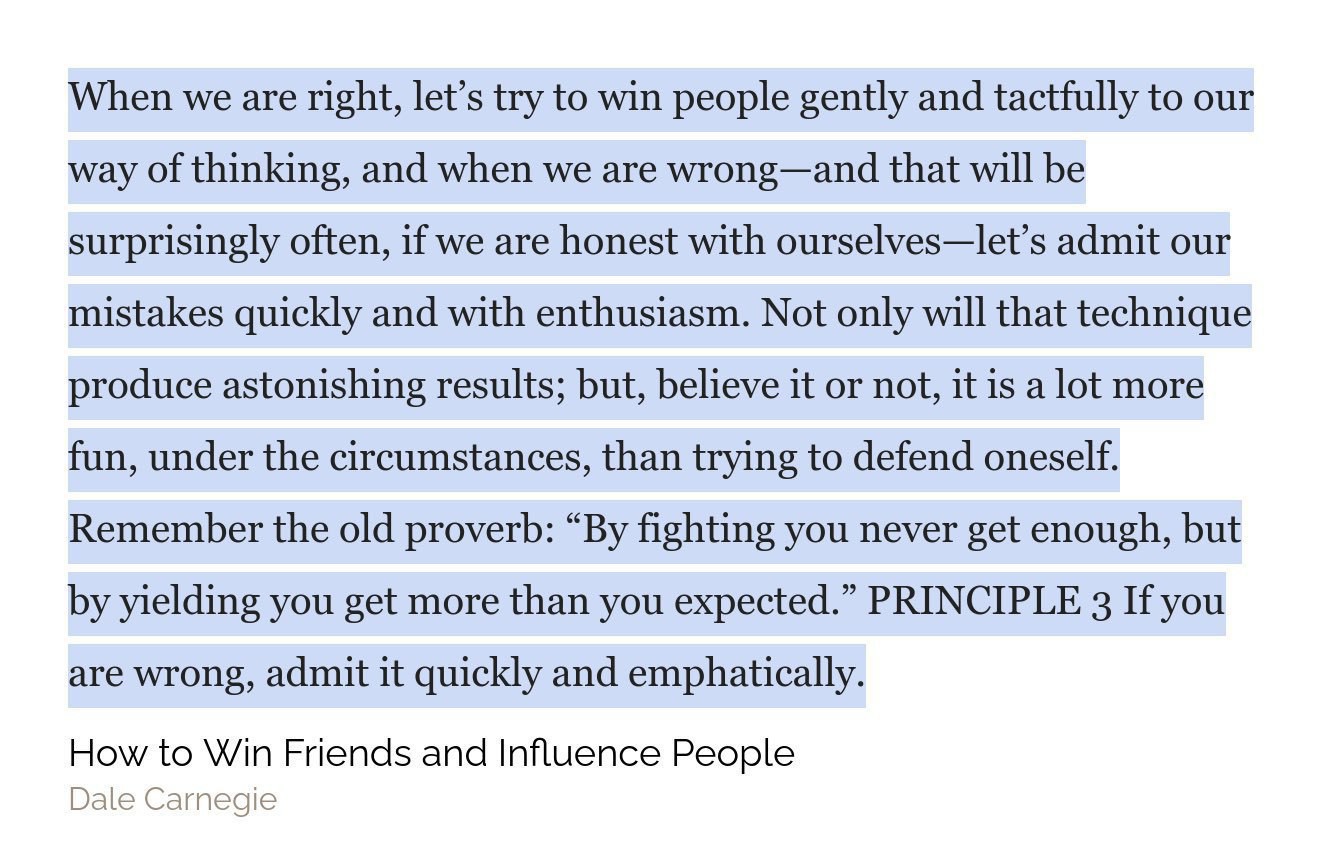 When we are right, let’s try to win people gently and tactfully to our
way of thinking, and when we are wrong—and that will be
surprisingly often, if we are honest with ourselves—let’s admit our
mistakes quickly and with enthusiasm. Not only will that technique
produce astonishing results; but, believe it or not, it is a lot more
fun, under the circumstances, than trying to defend oneself.
Remember the old proverb: “By fighting you never get enough, but
by yielding you get more than you expected.” PRINCIPLE 3 If you
are wrong, admit it quickly and emphatically.
How to Win Friends and Influence People
Dale Carnegie